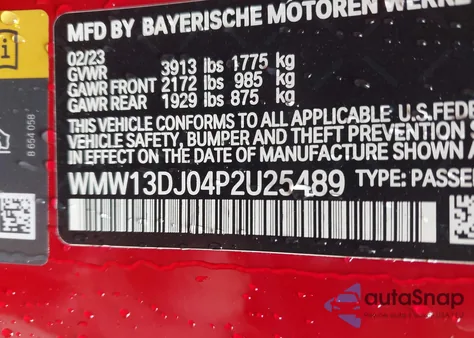 MFD BY BAYERISCHE MOTOREN WERKE
02/23
GVWR 3913 lbs 1775 kg
GAWR FRONT 2172 lbs 985 kg
GAWR REAR 1929 lbs 875 kg
THIS VEHICLE CONFORMS TO ALL APPLICABLE U.S.FEDE
VEHICLE SAFETY, BUMPER AND THEFT PREVENTION
IN EFFECT ON THE DATE OF MANUFACTURE SHOWN A
WMW13DJ04P2U25489 TYPE: PASSE
8 654 058
autoSnap